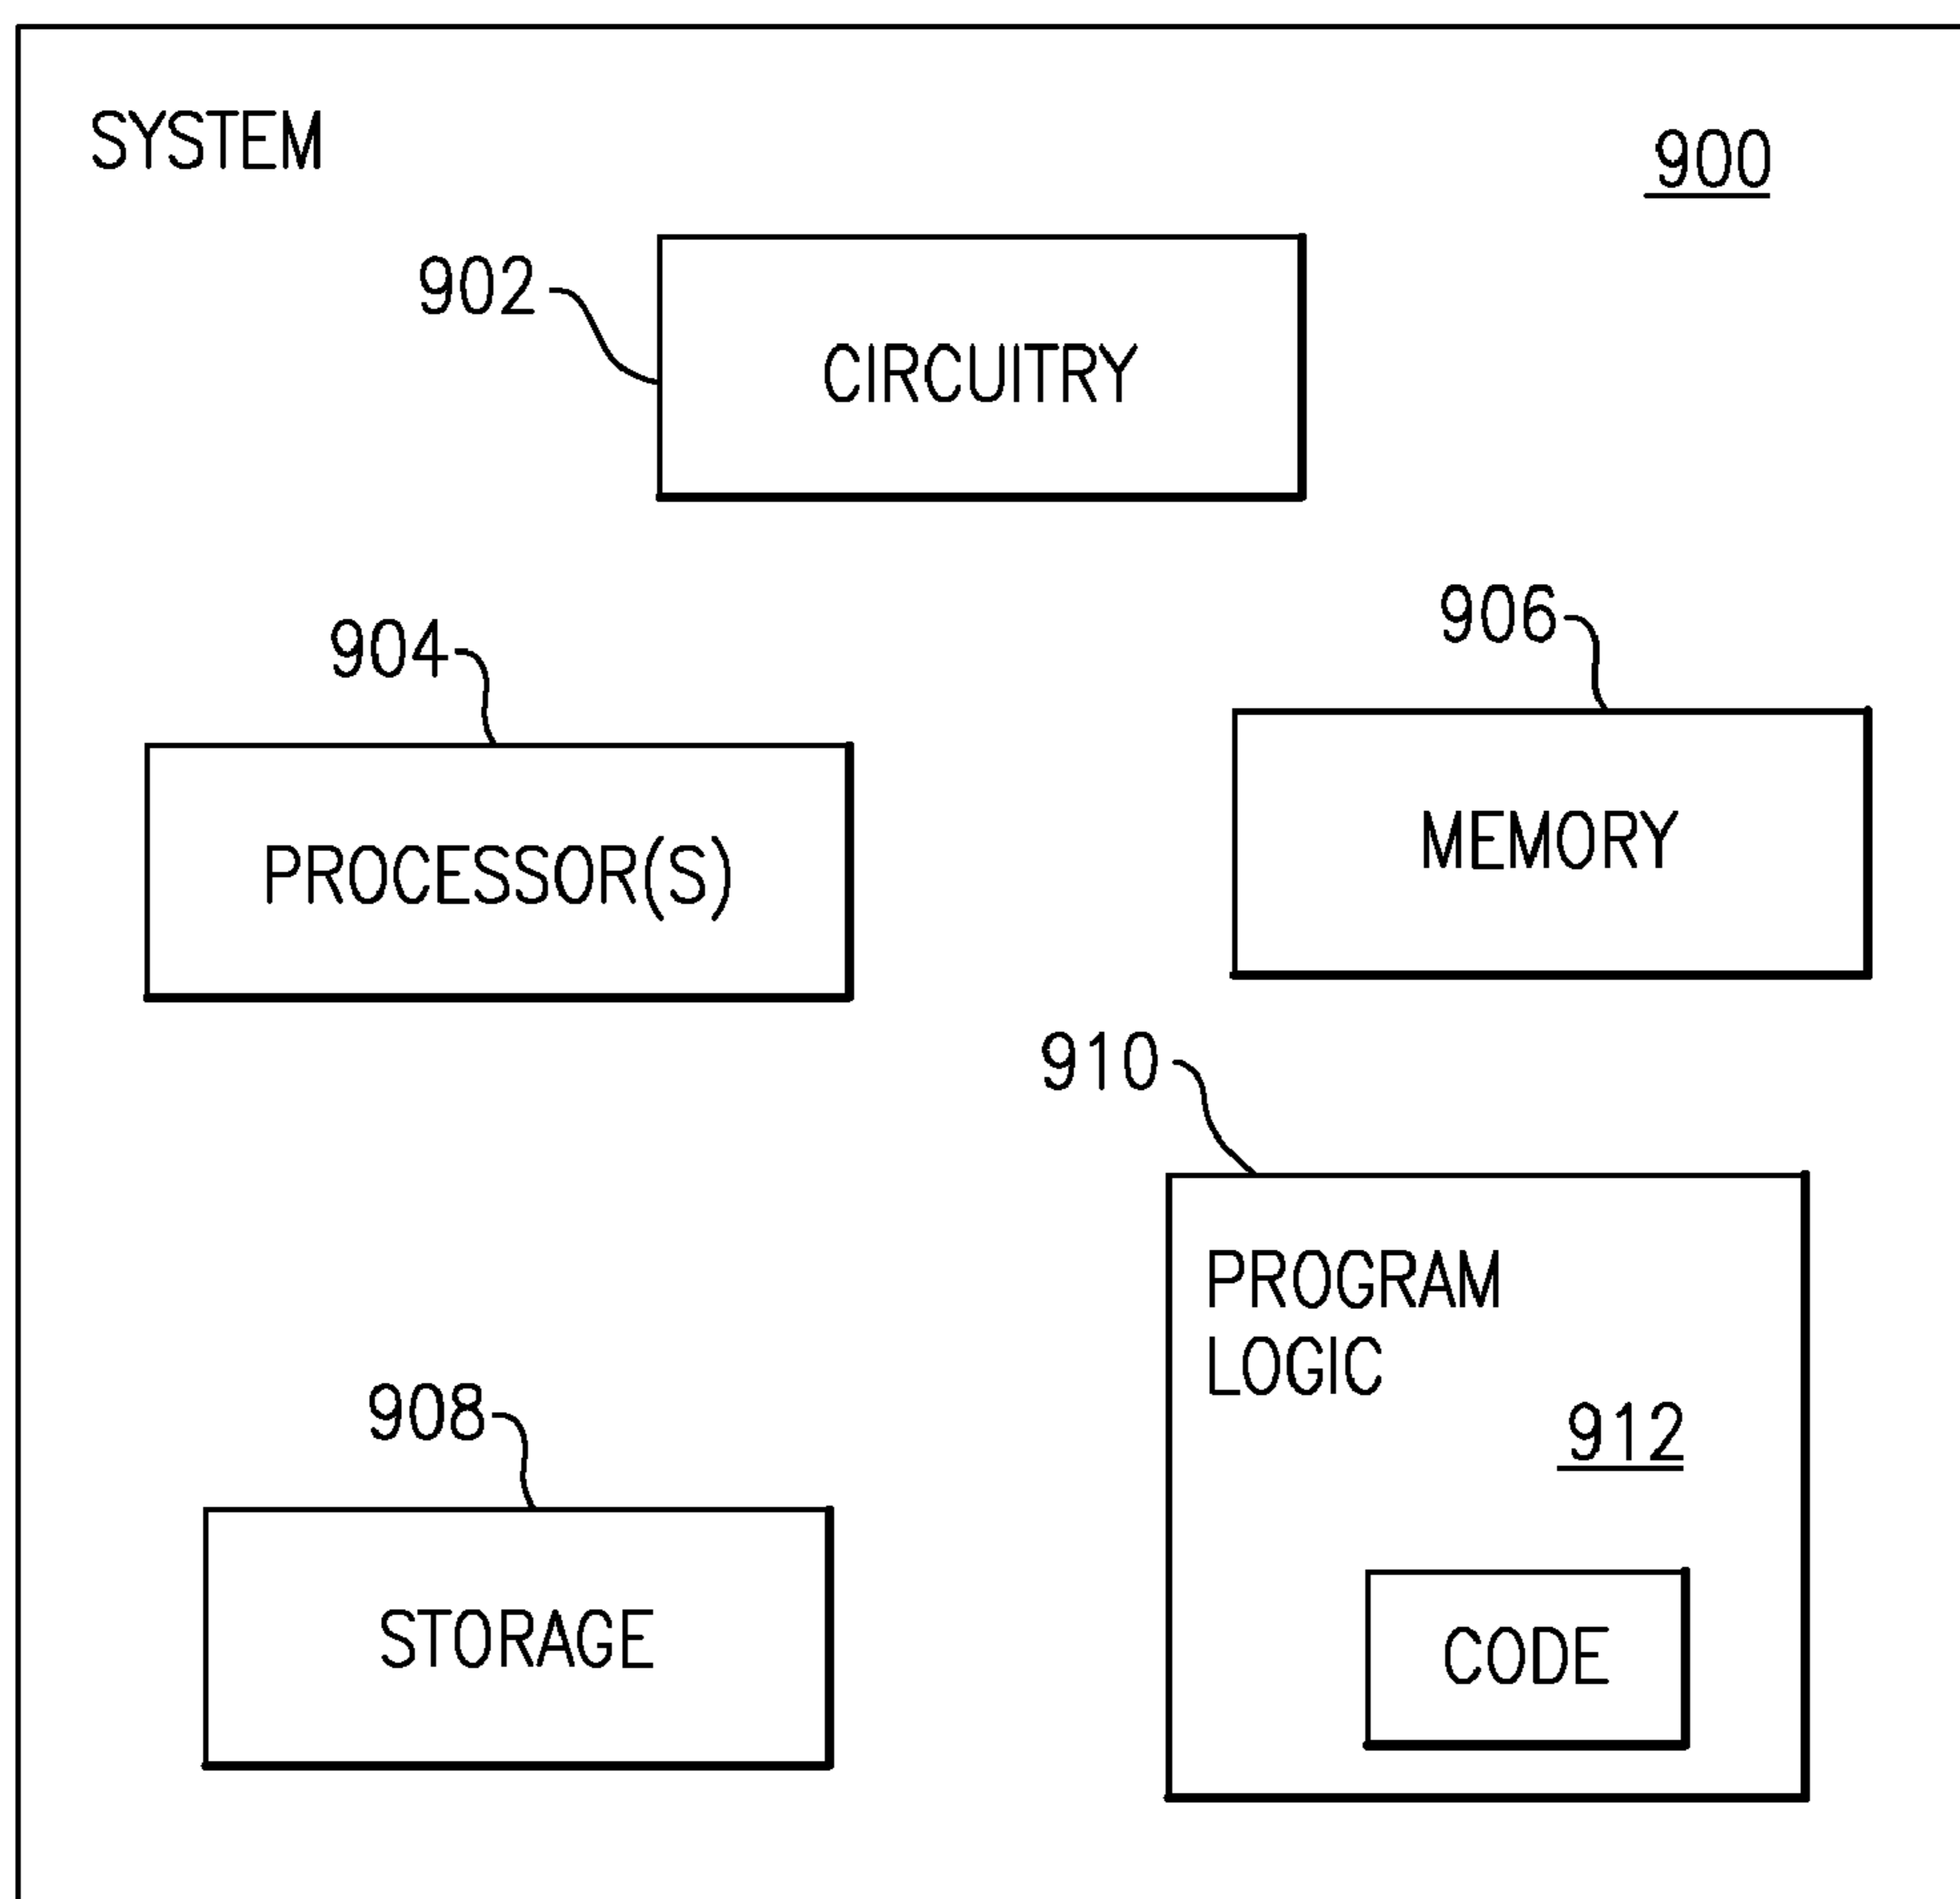 SYSTEM
900
902
CIRCUITRY
904
906
PROCESSOR(S)
MEMORY
910
PROGRAM
LOGIC
908
912
STORAGE
CODE